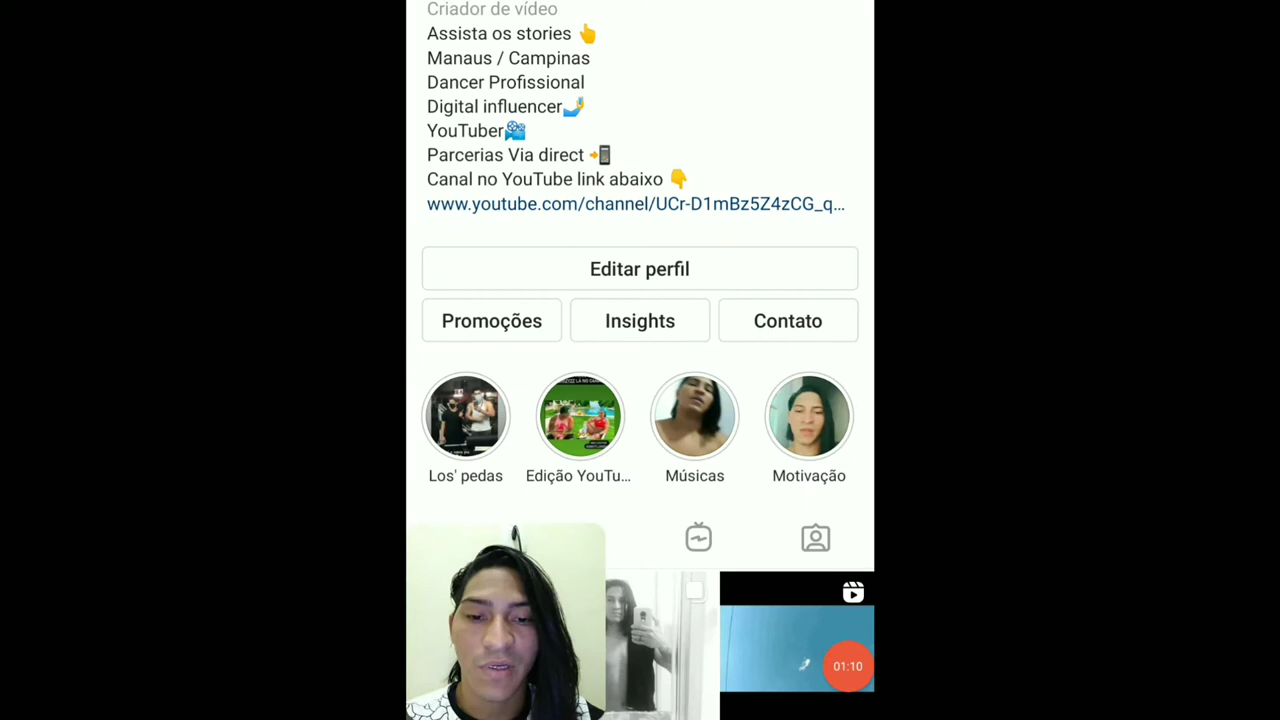 Criador de vídeo
Assista os stories 👆
Manaus / Campinas
Dancer Profissional
Digital influencer🤳
YouTuber🎥
Parcerias Via direct 📲
Canal no YouTube link abaixo 👇
www.youtube.com/channel/UCr-D1mBz5Z4zCG_q...
Editar perfil
Promoções Insights Contato
Los' pedas Edição YouTu... Músicas Motivação
01:10